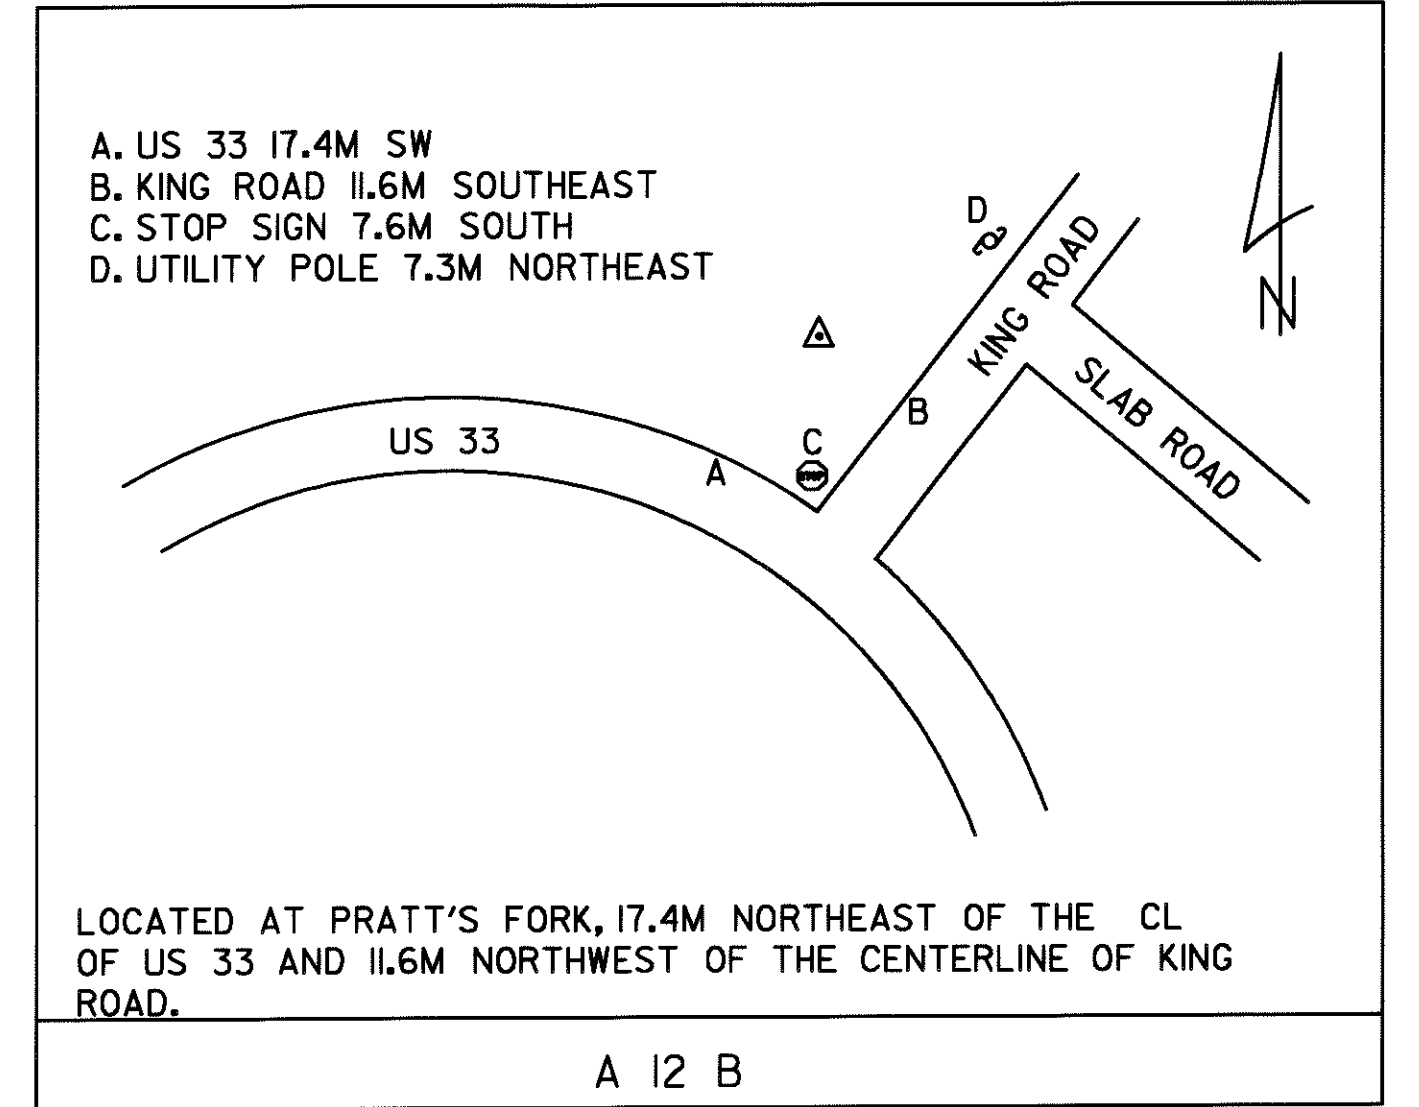 A. US 33 17.4M SW
B. KING ROAD 11.6M SOUTHEAST
C. STOP SIGN 7.6M SOUTH
D. UTILITY POLE 7.3M NORTHEAST
D
KING ROAD
N
SLAB ROAD
B
US 33
C
A
STOP
LOCATED AT PRATT'S FORK, 17.4M NORTHEAST OF THE CL
OF US 33 AND 11.6M NORTHWEST OF THE CENTERLINE OF KING
ROAD.
A 12 B